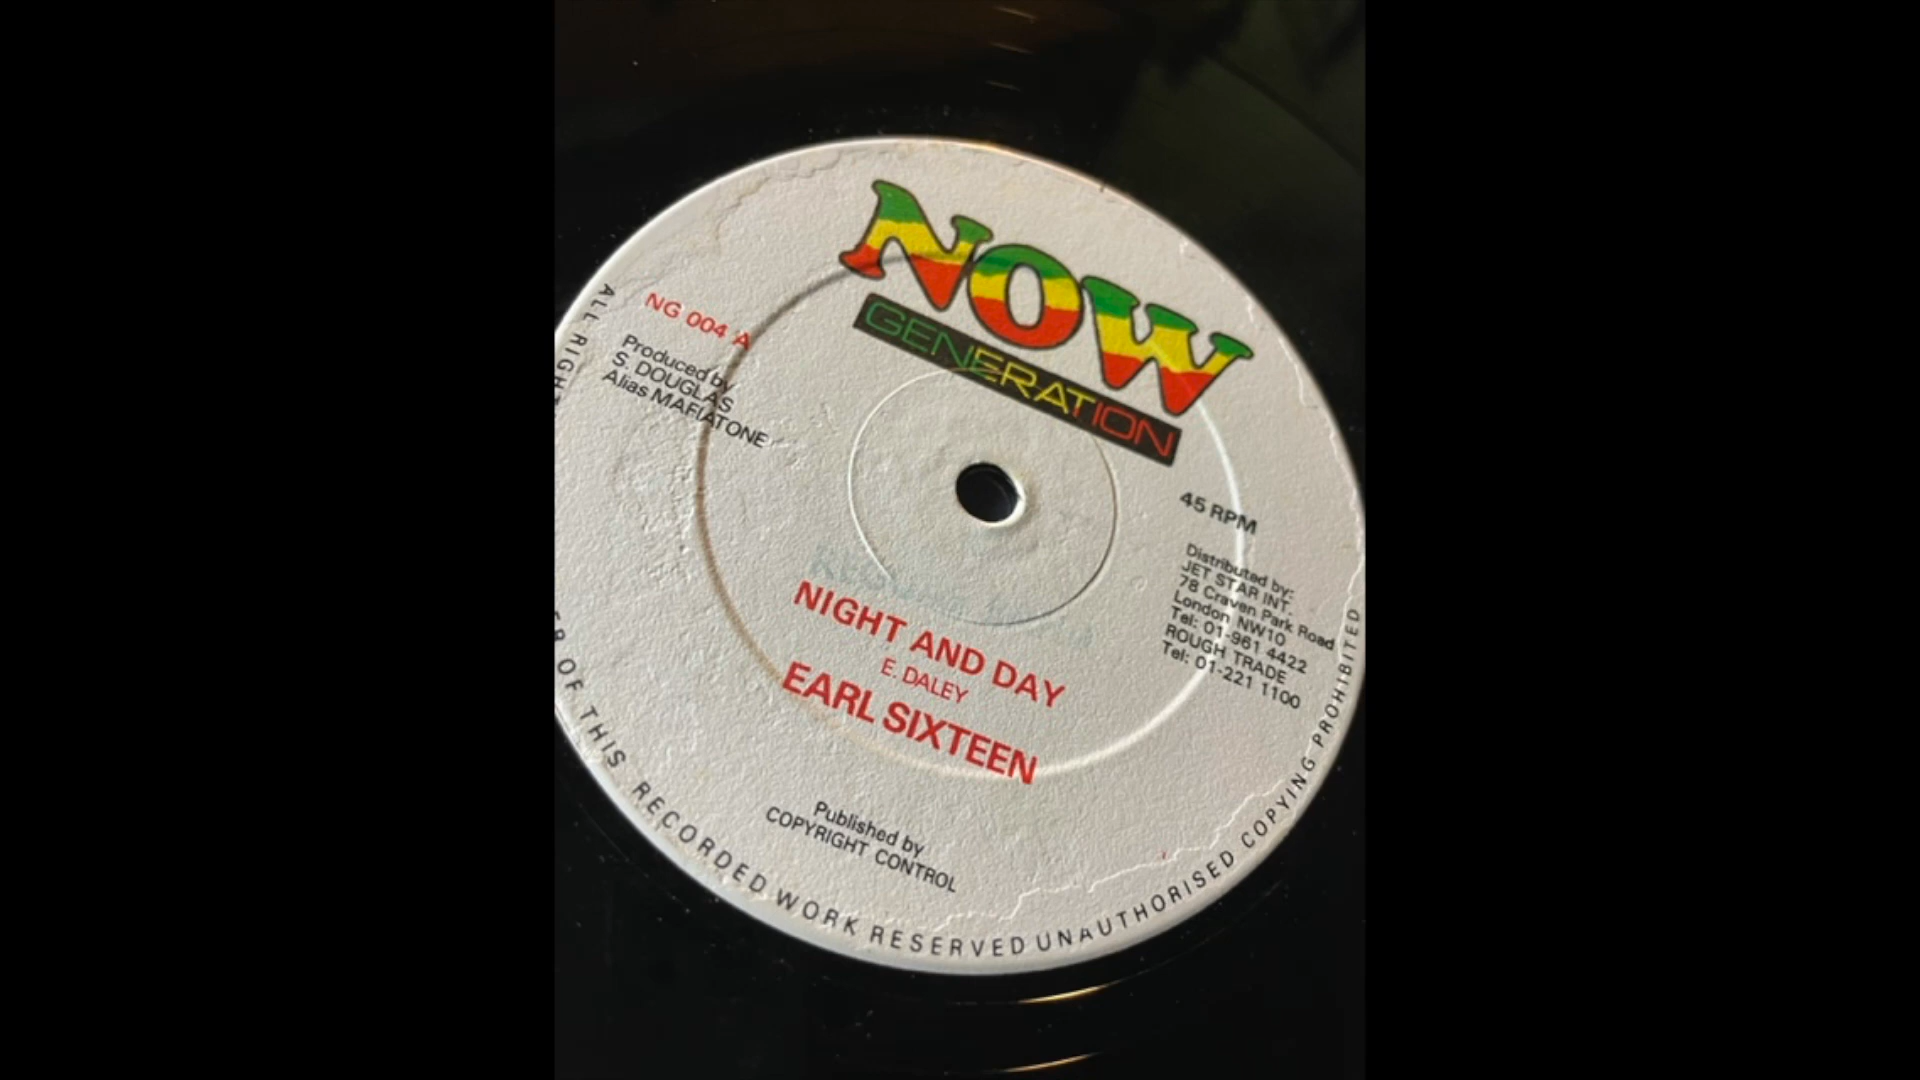 NOW
GENERATION
NG 004 A
Produced by
S. DOUGLAS
Alias MAFIATONE
45 RPM
Distributed by:
JET STAR INT.
78 Craven Park Road
London NW10
Tel: 01-961 4422
ROUGH TRADE
Tel: 01-221 1100
NIGHT AND DAY
E. DALEY
EARL SIXTEEN
Published by
COPYRIGHT CONTROL
ALL RIGHT
OF THIS RECORDED WORK RESERVED UNAUTHORISED COPYING PROHIBITED